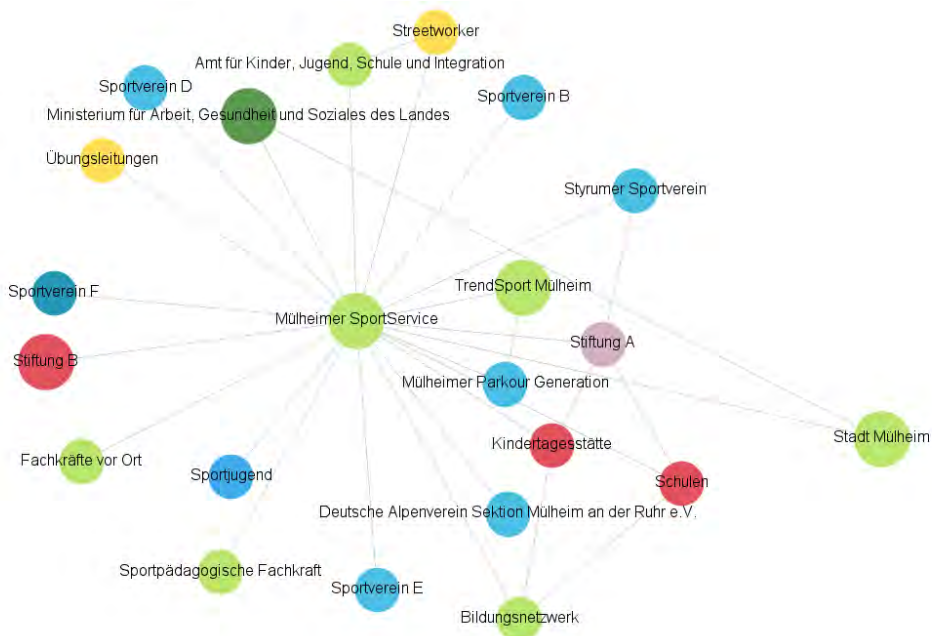 Streetworker
Amt für Kinder, Jugend, Schule und Integration
Sportverein D
Sportverein B
Ministerium für Arbeit, Gesundheit und Soziales des Landes
Übungsleitungen
Styrumer Sportverein
TrendSport Mülheim
Sportverein F
Mülheimer SportService
Stiftung A
Stiftung B
Mülheimer Parkour Generation
Stadt Mülheim
Kindertagesstätte
Fachkräfte vor Ort
Sportjugend
Schulen
Deutsche Alpenverein Sektion Mülheim an der Ruhr e.V.
Sportpädagogische Fachkraft
Sportverein E
Bildungsnetzwerk